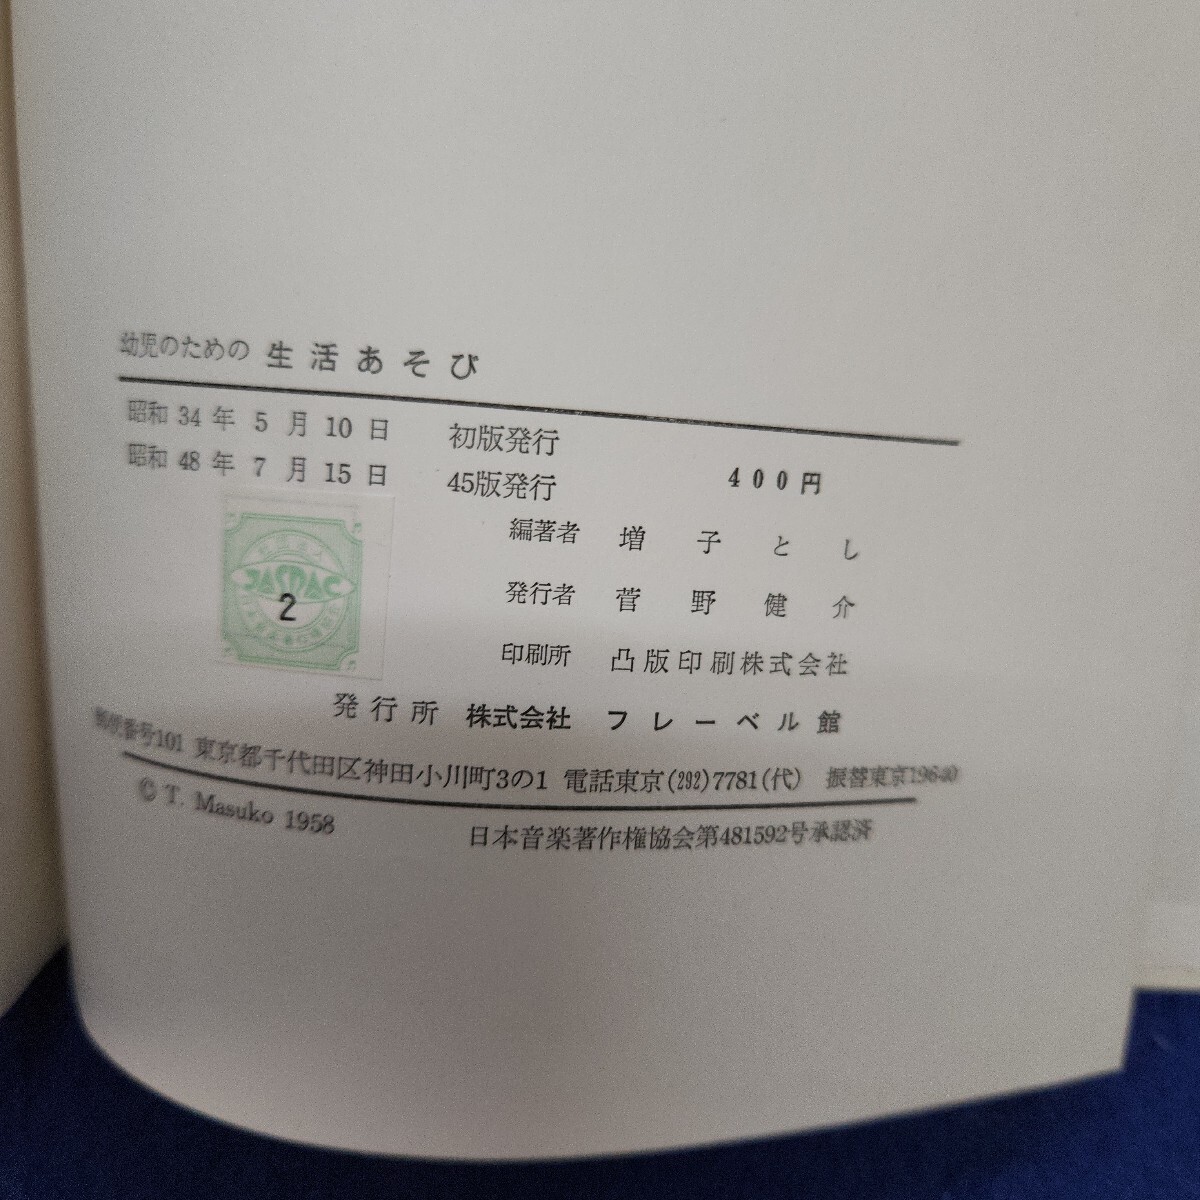 幼児のための 生活あそび
昭和 34 年 5 月 10 日 初版発行
昭和 48 年 7 月 15 日 45版発行
400円
編著者 増子とし
発行者 菅野健介
印刷所 凸版印刷株式会社
発行所 株式会社 フレーベル館
郵便番号101 東京都千代田区神田小川町3の1 電話東京(292)7781(代) 振替東京19640
© T. Masuko 1958
日本音楽著作権協会第481592号承認済
JASRAC
2